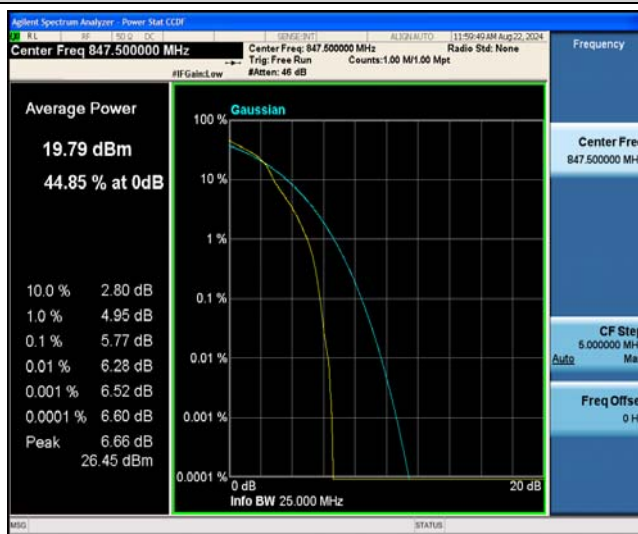 Agilent Spectrum Analyzer - Power Stat CCDF
RL RF 50 Ω DC SENSE:INT ALIGN AUTO 11:59:49 AM Aug 22, 2024
Center Freq 847.500000 MHz
Center Freq: 847.500000 MHz Radio Std: None
Trig: Free Run Counts:1.00 M/1.00 Mpt
#IFGain:Low #Atten: 46 dB
Frequency
Average Power
19.79 dBm
44.85 % at 0dB
10.0 % 2.80 dB
1.0 % 4.95 dB
0.1 % 5.77 dB
0.01 % 6.28 dB
0.001 % 6.52 dB
0.0001 % 6.60 dB
Peak 6.66 dB
26.45 dBm
Gaussian
100 %
10 %
1 %
0.1 %
0.01 %
0.001 %
0.0001 %
0 dB 20 dB
Info BW 25.000 MHz
Center Fre
847.500000 MH
CF Ste
5.000000 MH
Auto Ma
Freq Offse
0 H
MSG STATUS